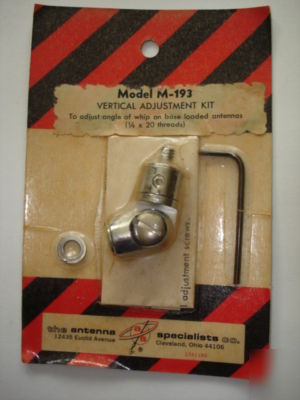 Model M-193
VERTICAL ADJUSTMENT KIT
To adjust angle of whip on base loaded antennas
(¼ x 20 threads)
adjustment screws.
the antenna specialists co.
12435 Euclid Avenue Cleveland, Ohio 44106